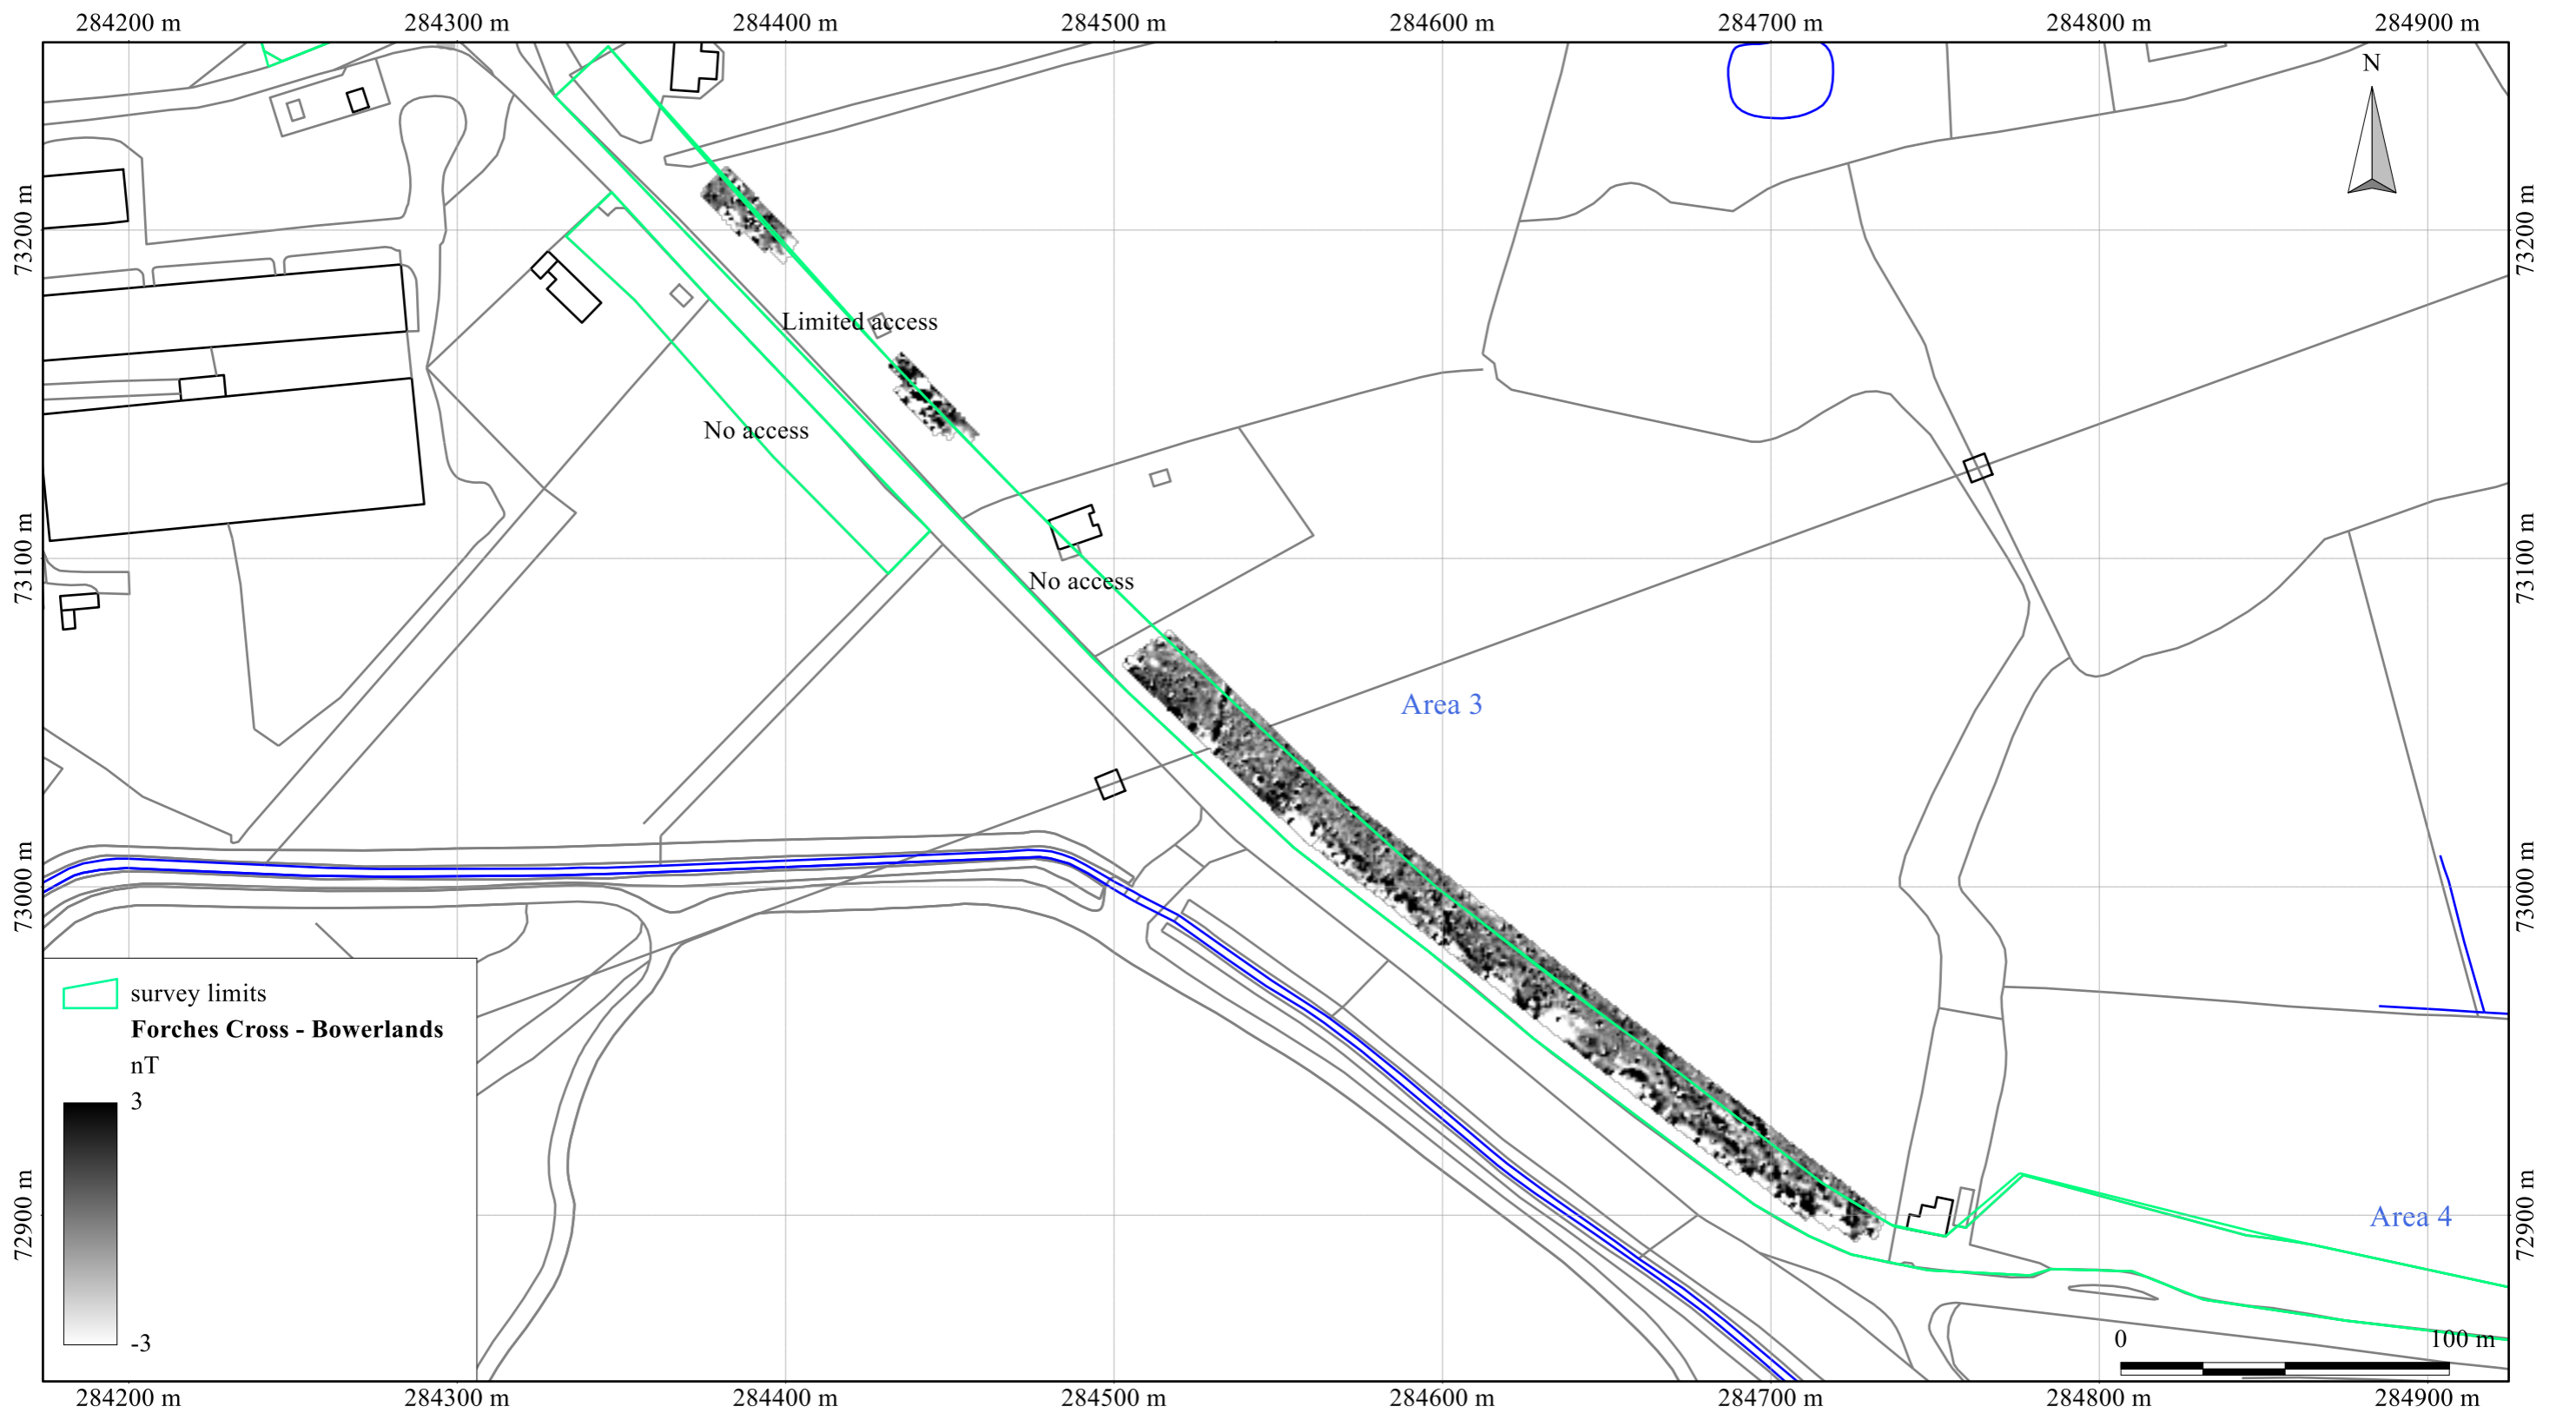 284200 m 284300 m 284400 m 284500 m 284600 m 284700 m 284800 m 284900 m
N
73200 m 73200 m
Limited access
No access
73100 m 73100 m
No access
Area 3
73000 m 73000 m
survey limits
Forches Cross - Bowerlands
nT
3
-3
72900 m 72900 m
Area 4
0 100 m
284200 m 284300 m 284400 m 284500 m 284600 m 284700 m 284800 m 284900 m